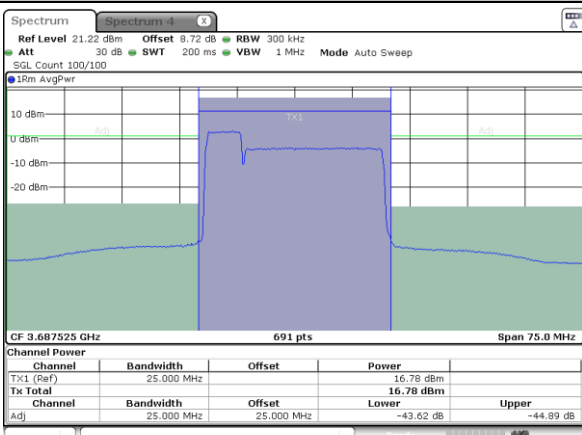 Spectrum Spectrum 4 X
Ref Level 21.22 dBm Offset 8.72 dB RBW 300 kHz
Att 30 dB SWT 200 ms VBW 1 MHz Mode Auto Sweep
SGL Count 100/100
1Rm AvgPwr
10 dBm
TX1
Adj Adj
0 dBm
-10 dBm
-20 dBm
CF 3.687525 GHz 691 pts Span 75.0 MHz
Channel Power
Channel Bandwidth Offset Power
TX1 (Ref) 25.000 MHz 16.78 dBm
Tx Total 16.78 dBm
Channel Bandwidth Offset Lower Upper
Adj 25.000 MHz 25.000 MHz -43.62 dB -44.89 dB